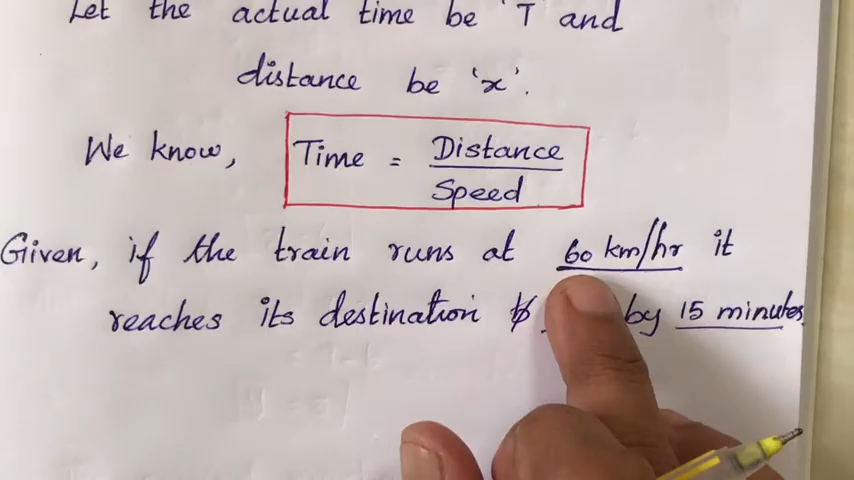 Let the actual time be 'T' and
distance be 'x'.
We know, Time = Distance / Speed
Given, if the train runs at 60 km/hr it
reaches its destination by 15 minutes